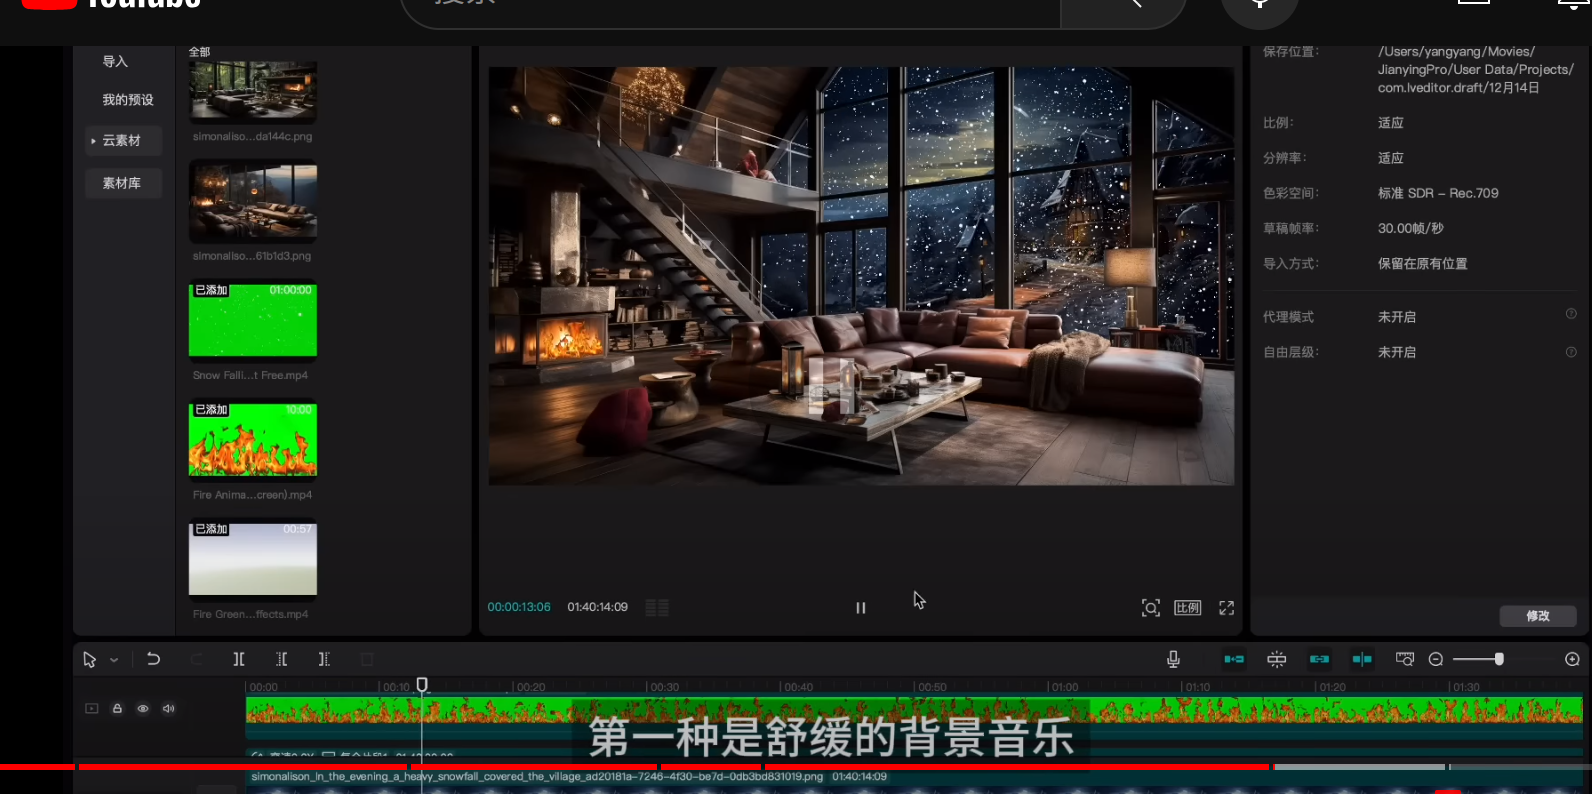 YouTube
搜索
导入
我的预设
云素材
素材库
全部
simonaliso...da144c.png
simonaliso...61b1d3.png
已添加
01:00:00
Snow Falli...t Free.mp4
已添加
10:00
Fire Anima...creen).mp4
已添加
00:57
Fire Green...ffects.mp4
00:00:13:06
01:40:14:09
比例
保存位置：
/Users/yangyang/Movies/
JianyingPro/User Data/Projects/
com.lveditor.draft/12月14日
比例：
适应
分辨率：
适应
色彩空间：
标准 SDR - Rec.709
草稿帧率：
30.00帧/秒
导入方式：
保留在原有位置
代理模式
未开启
自由层级：
未开启
修改
00:00
00:10
00:20
00:30
00:40
00:50
01:00
01:10
01:20
01:30
第一种是舒缓的背景音乐
simonalison_In_the_evening_a_heavy_snowfall_covered_the_village_ad20181a-7246-4f30-be7d-0db3bd831019.png 01:40:14:09